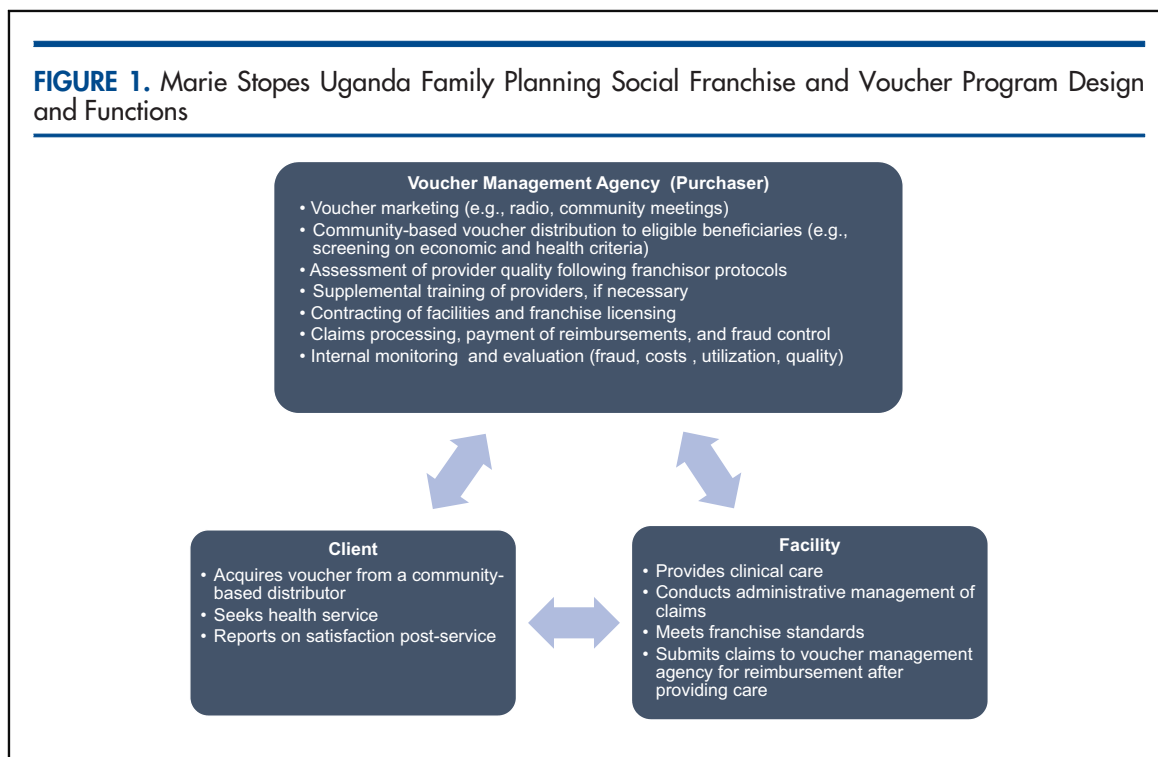 FIGURE 1. Marie Stopes Uganda Family Planning Social Franchise and Voucher Program Design
and Functions
Voucher Management Agency (Purchaser)
• Voucher marketing (e.g., radio, community meetings)
• Community-based voucher distribution to eligible beneficiaries (e.g.,
screening on economic and health criteria)
• Assessment of provider quality following franchisor protocols
• Supplemental training of providers, if necessary
• Contracting of facilities and franchise licensing
• Claims processing, payment of reimbursements, and fraud control
• Internal monitoring and evaluation (fraud, costs , utilization, quality)
Client
• Acquires voucher from a community-
based distributor
• Seeks health service
• Reports on satisfaction post-service
Facility
• Provides clinical care
• Conducts administrative management of
claims
• Meets franchise standards
• Submits claims to voucher management
agency for reimbursement after
providing care